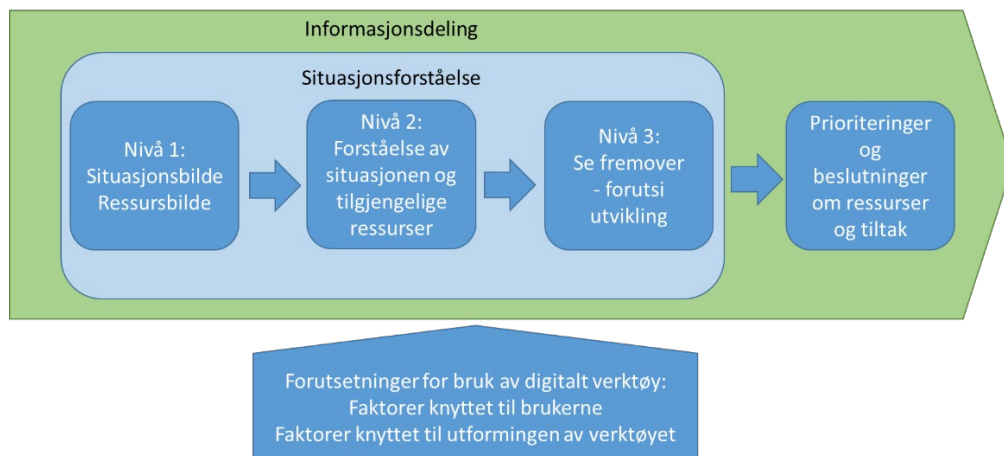 Informasjonsdeling
Situasjonsforståelse
Nivå 1:
Situasjonsbilde
Ressursbilde
Nivå 2:
Forståelse av
situasjonen og
tilgjengelige
ressurser
Nivå 3:
Se fremover
- forutsi
utvikling
Prioriteringer
og
beslutninger
om ressurser
og tiltak
Forutsetninger for bruk av digitalt verktøy:
Faktorer knyttet til brukerne
Faktorer knyttet til utformingen av verktøyet